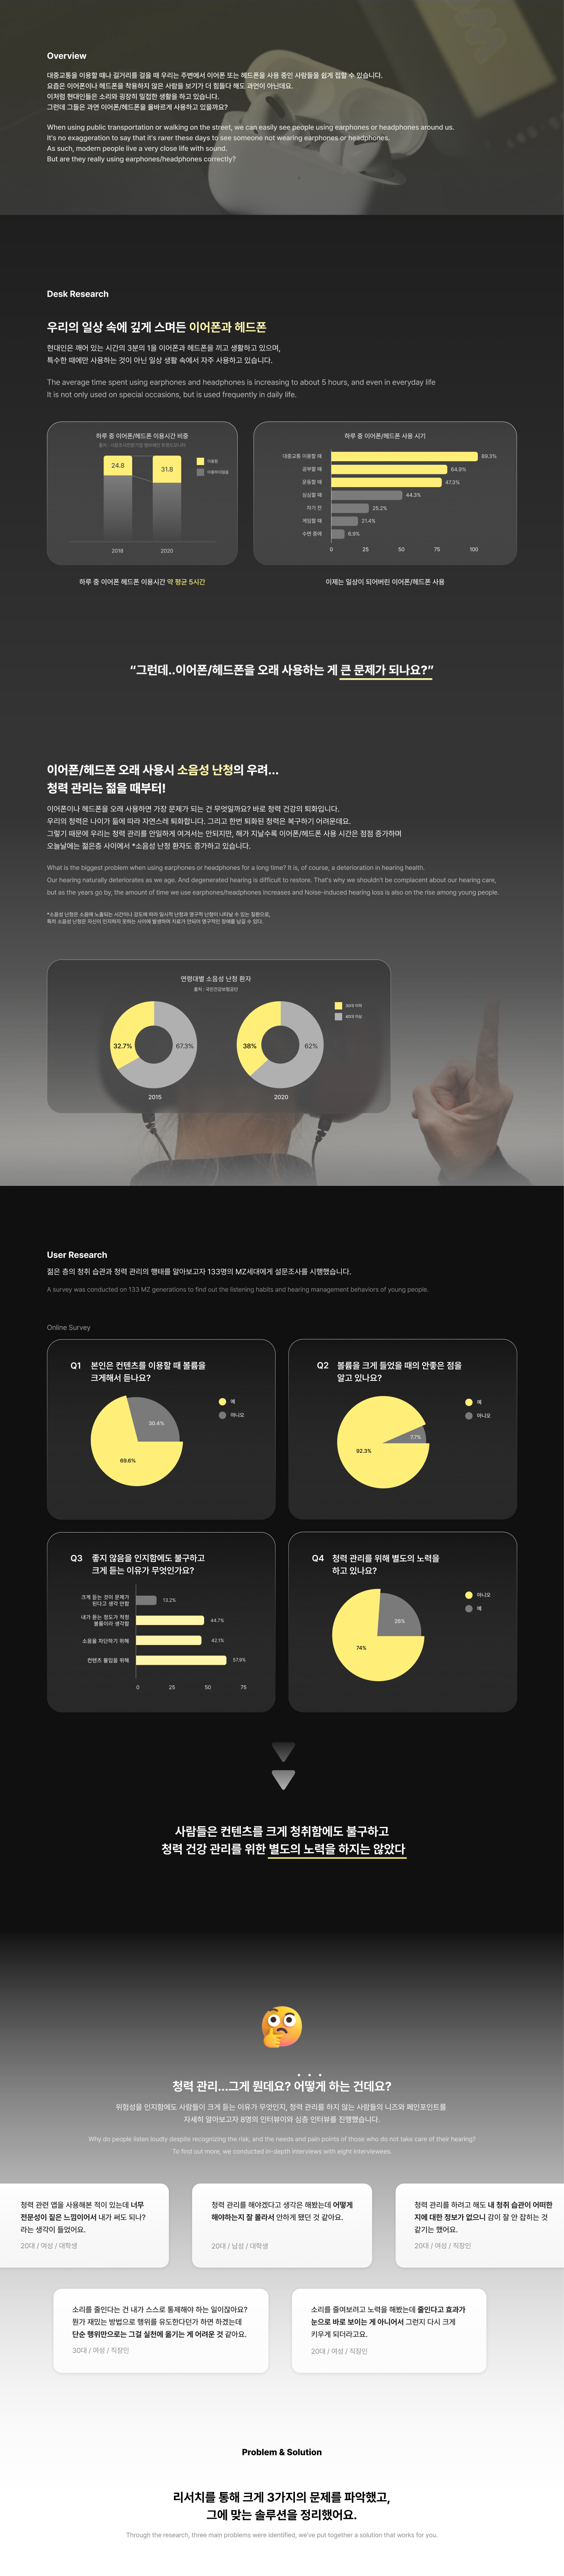 Overview
대중교통을 이용할 때나 길거리를 걸을 때 우리는 주변에서 이어폰 또는 헤드폰을 사용 중인 사람들을 쉽게 접할 수 있습니다.
요즘은 이어폰이나 헤드폰을 착용하지 않은 사람을 보기가 더 힘들다 해도 과언이 아닌데요.
이처럼 현대인들은 소리와 굉장히 밀접한 생활을 하고 있습니다.
그런데 그들은 과연 이어폰/헤드폰을 올바르게 사용하고 있을까요?
When using public transportation or walking on the street, we can easily see people using earphones or headphones around us.
It's no exaggeration to say that it's rarer these days to see someone not wearing earphones or headphones.
As such, modern people live a very close life with sound.
But are they really using earphones/headphones correctly?
Desk Research
우리의 일상 속에 깊게 스며든 이어폰과 헤드폰
현대인은 깨어 있는 시간의 3분의 1을 이어폰과 헤드폰을 끼고 생활하고 있으며,
특수한 때에만 사용하는 것이 아닌 일상 생활 속에서 자주 사용하고 있습니다.
The average time spent using earphones and headphones is increasing to about 5 hours, and even in everyday life
It is not only used on special occasions, but is used frequently in daily life.
하루 중 이어폰/헤드폰 이용시간 비중
24.8
31.8
이용함
이용하지않음
2016
2020
하루 중 이어폰 헤드폰 이용시간 약 평균 5시간
하루 중 이어폰/헤드폰 사용 시기
대중교통 이용할 때
89.3%
공부할 때
64.9%
운동할 때
47.3%
심심할 때
44.3%
자기 전
25.2%
게임할 때
21.4%
수면 중에
6.9%
0 25 50 75 100
이제는 일상이 되어버린 이어폰/헤드폰 사용
“그런데..이어폰/헤드폰을 오래 사용하는 게 큰 문제가 되나요?”
이어폰/헤드폰 오래 사용시 소음성 난청의 우려...
청력 관리는 젊을 때부터!
이어폰이나 헤드폰을 오래 사용하면 가장 문제가 되는 건 무엇일까요? 바로 청력 건강의 퇴화입니다.
우리의 청력은 나이가 듦에 따라 자연스레 퇴화합니다. 그리고 한번 퇴화된 청력은 복구하기 어려운데요.
그렇기 때문에 우리는 청력 관리를 안일하게 여겨서는 안되지만, 해가 지날수록 이어폰/헤드폰 사용 시간은 점점 증가하며
오늘날에는 젊은층 사이에서 *소음성 난청 환자도 증가하고 있습니다.
What is the biggest problem when using earphones or headphones for a long time? It is, of course, a deterioration in hearing health.
Our hearing naturally deteriorates as we age. And degenerated hearing is difficult to restore. That's why we shouldn't be complacent about our hearing care,
but as the years go by, the amount of time we use earphones/headphones increases and Noise-induced hearing loss is also on the rise among young people.
*소음성 난청은 소음에 노출되는 시간이나 강도에 따라 일시적 난청과 영구적 난청이 나타날 수 있는 질환으로,
특히 소음성 난청은 자신이 인지하지 못하는 사이에 발생하여 치료가 안되어 영구적인 장애를 남길 수 있다.
연령대별 소음성 난청 환자
출처 : 국민건강보험공단
32.7%
67.3%
2015
38%
62%
2020
30대 이하
40대 이상
User Research
젊은 층의 청취 습관과 청력 관리의 행태를 알아보고자 133명의 MZ세대에게 설문조사를 시행했습니다.
A survey was conducted on 133 MZ generations to find out the listening habits and hearing management behaviors of young people.
Online Survey
Q1 본인은 컨텐츠를 이용할 때 볼륨을
크게해서 듣나요?
30.4%
69.6%
예
아니오
Q2 볼륨을 크게 들었을 때의 안좋은 점을
알고 있나요?
7.7%
92.3%
예
아니오
Q3 좋지 않음을 인지함에도 불구하고
크게 듣는 이유가 무엇인가요?
크게 듣는 것이 문제가
된다고 생각 안함
13.2%
내가 듣는 정도가 적정
볼륨이라 생각함
44.7%
소음을 차단하기 위해
42.1%
컨텐츠 몰입을 위해
57.9%
0 25 50 75
Q4 청력 관리를 위해 별도의 노력을
하고 있나요?
26%
74%
아니오
예
사람들은 컨텐츠를 크게 청취함에도 불구하고
청력 건강 관리를 위한 별도의 노력을 하지는 않았다
청력 관리...그게 뭔데요? 어떻게 하는 건데요?
위험성을 인지함에도 사람들이 크게 듣는 이유가 무엇인지, 청력 관리를 하지 않는 사람들의 니즈와 페인포인트를
자세히 알아보고자 8명의 인터뷰이와 심층 인터뷰를 진행했습니다.
Why do people listen loudly despite recognizing the risk, and the needs and pain points of those who do not take care of their hearing?
To find out more, we conducted in-depth interviews with eight interviewees.
청력 관련 앱을 사용해본 적이 있는데 너무
전문성이 짙은 느낌이어서 내가 써도 되나?
라는 생각이 들었어요.
20대 / 여성 / 대학생
청력 관리를 해야겠다고 생각은 해봤는데 어떻게
해야하는지 잘 몰라서 안하게 됐던 것 같아요.
20대 / 남성 / 대학생
청력 관리를 하려고 해도 내 청취 습관이 어떠한
지에 대한 정보가 없으니 감이 잘 안 잡히는 것
같기는 했어요.
20대 / 여성 / 직장인
소리를 줄인다는 건 내가 스스로 통제해야 하는 일이잖아요?
뭔가 재밌는 방법으로 행위를 유도한다던가 하면 하겠는데
단순 행위만으로는 그걸 실천에 옮기는 게 어려운 것 같아요.
30대 / 여성 / 직장인
소리를 줄여보려고 노력을 해봤는데 줄인다고 효과가
눈으로 바로 보이는 게 아니어서 그런지 다시 크게
키우게 되더라고요.
20대 / 여성 / 직장인
Problem & Solution
리서치를 통해 크게 3가지의 문제를 파악했고,
그에 맞는 솔루션을 정리했어요.
Through the research, three main problems were identified, we've put together a solution that works for you.